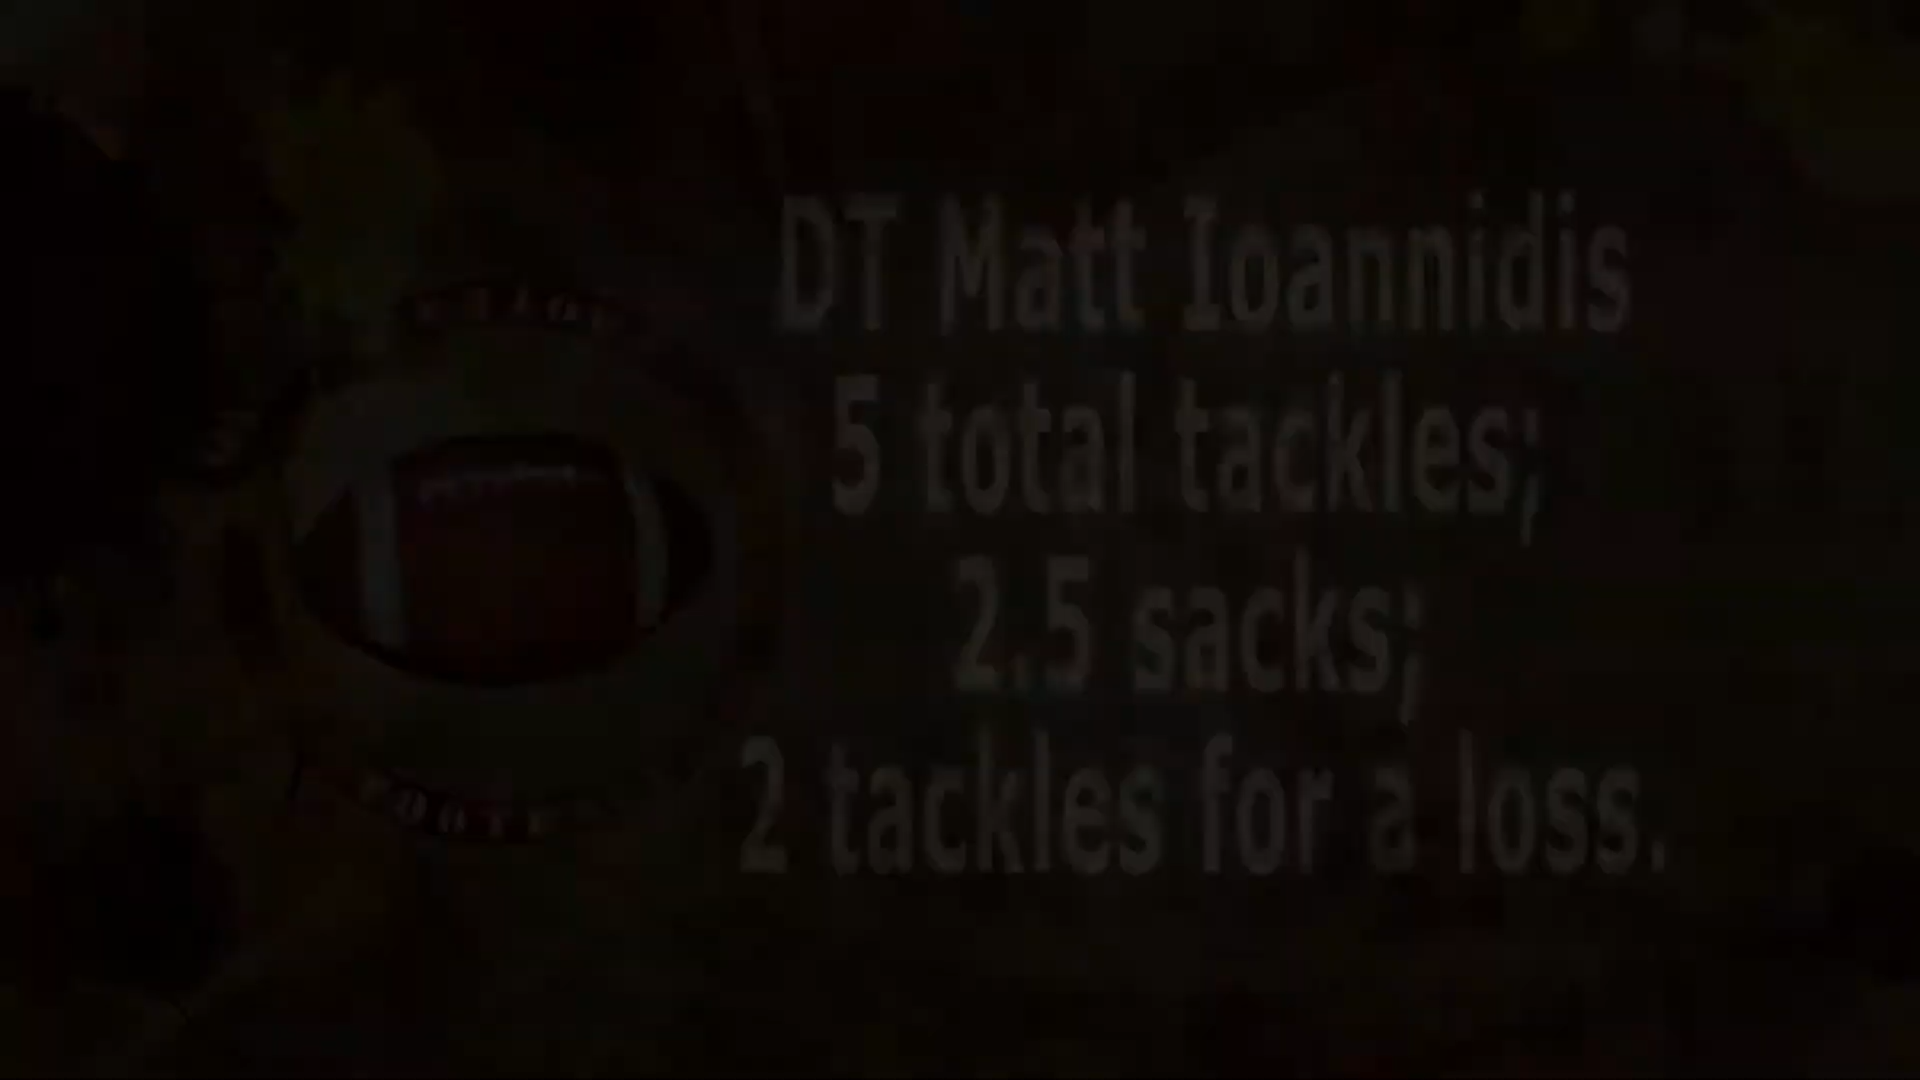 DT Matt Ioannidis
5 total tackles;
2.5 sacks;
2 tackles for a loss.